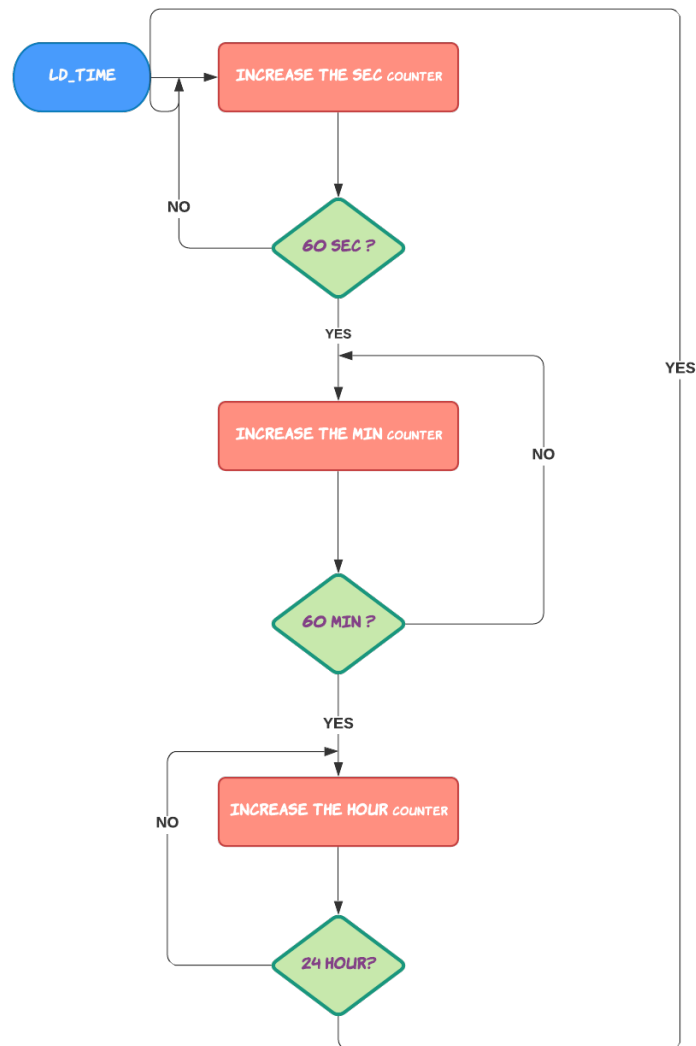 LD_TIME
INCREASE THE SEC COUNTER
NO
60 SEC ?
YES
YES
INCREASE THE MIN COUNTER
NO
60 MIN ?
YES
INCREASE THE HOUR COUNTER
NO
24 HOUR?